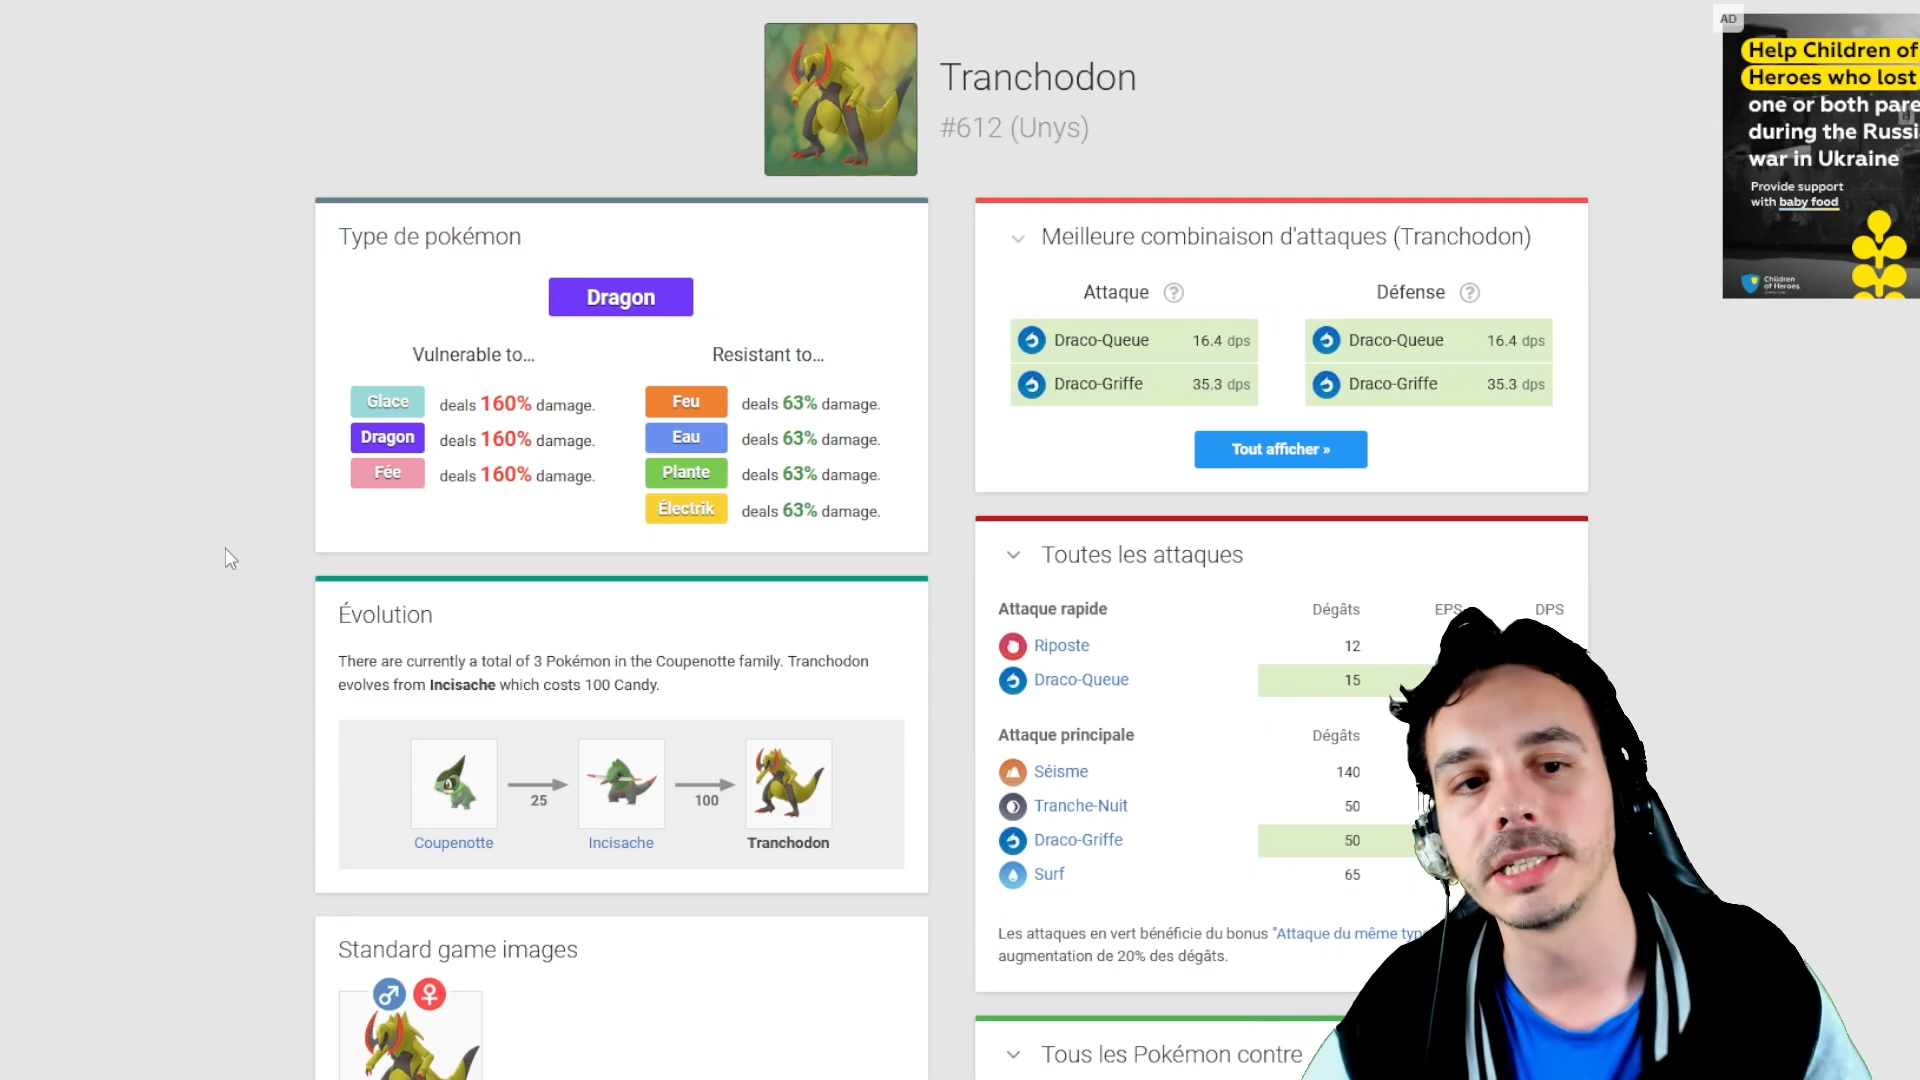 Tranchodon
#612 (Unys)
AD
Help Children of
Heroes who lost
one or both pare
during the Russi
war in Ukraine
Provide support
with baby food
Children
of Heroes
Type de pokémon
Dragon
Vulnerable to...
Glace deals 160% damage.
Dragon deals 160% damage.
Fée deals 160% damage.
Resistant to...
Feu deals 63% damage.
Eau deals 63% damage.
Plante deals 63% damage.
Électrik deals 63% damage.
Évolution
There are currently a total of 3 Pokémon in the Coupenotte family. Tranchodon
evolves from Incisache which costs 100 Candy.
25
100
Coupenotte
Incisache
Tranchodon
Standard game images
Meilleure combinaison d'attaques (Tranchodon)
Attaque ?
Draco-Queue 16.4 dps
Draco-Griffe 35.3 dps
Défense ?
Draco-Queue 16.4 dps
Draco-Griffe 35.3 dps
Tout afficher »
Toutes les attaques
Attaque rapide Dégâts EPS DPS
Riposte 12
Draco-Queue 15
Attaque principale Dégâts
Séisme 140
Tranche-Nuit 50
Draco-Griffe 50
Surf 65
Les attaques en vert bénéficie du bonus "Attaque du même typ
augmentation de 20% des dégâts.
Tous les Pokémon contre